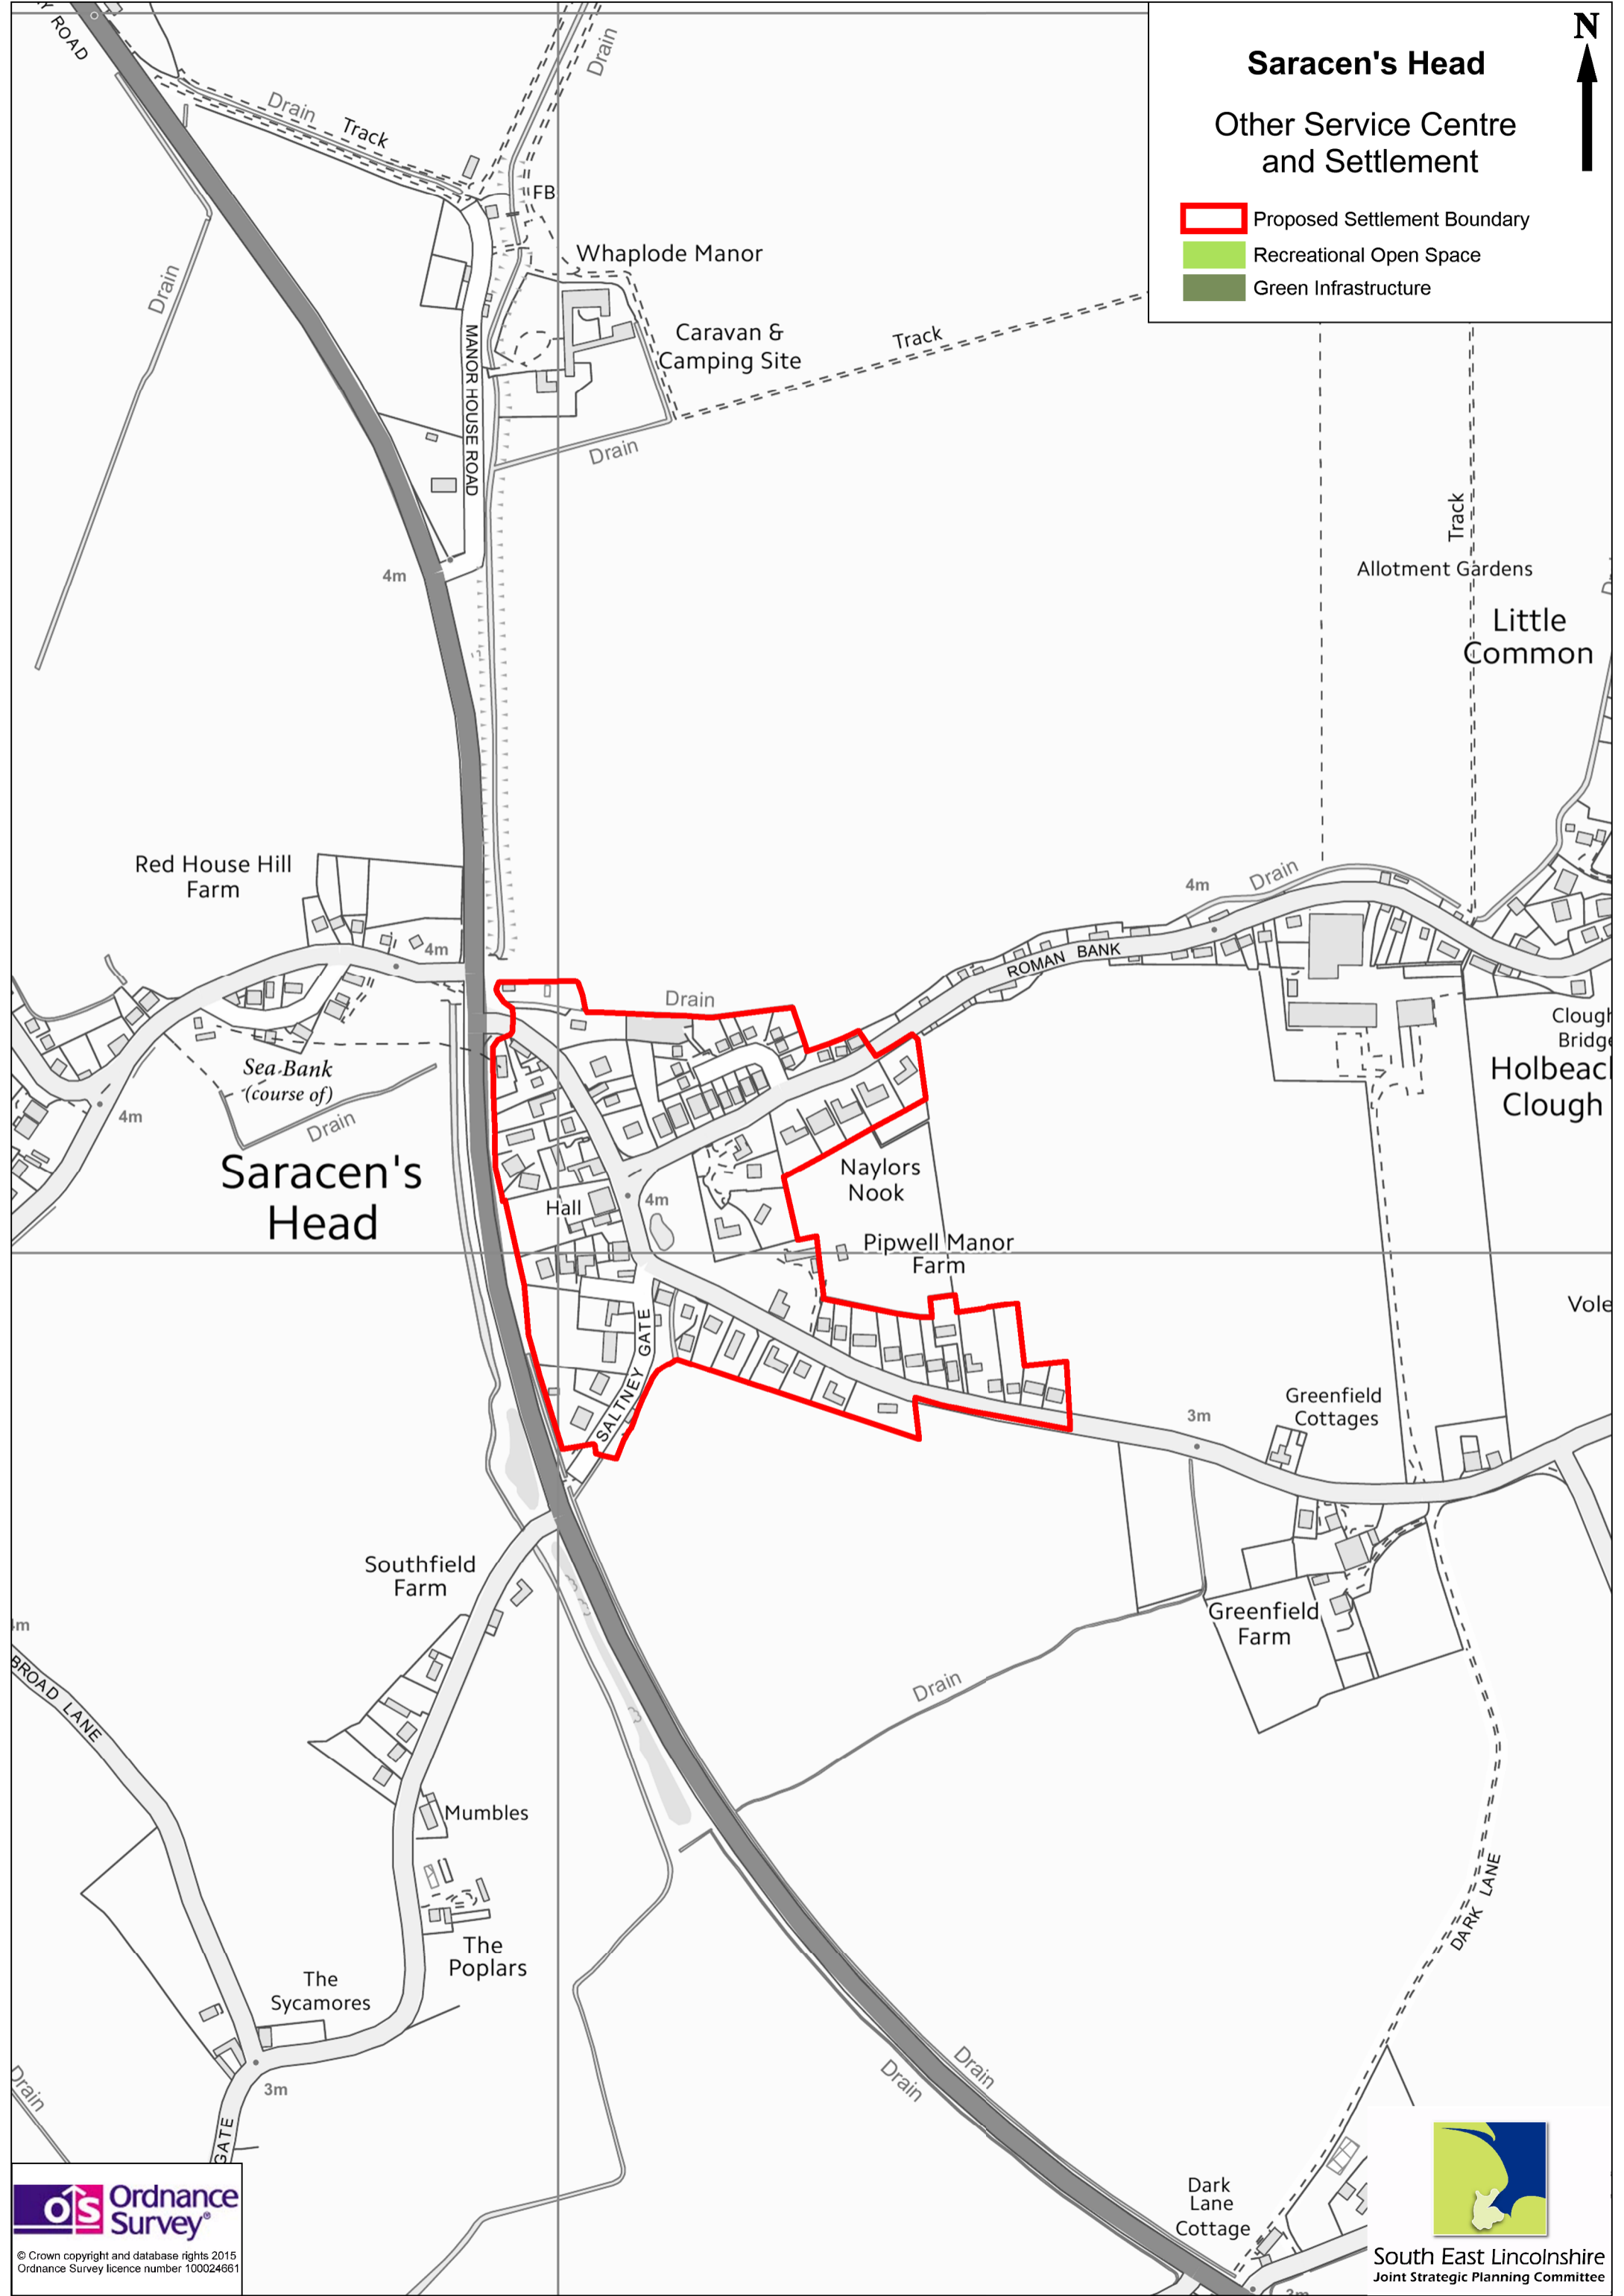 Saracen's Head
Other Service Centre
and Settlement
Proposed Settlement Boundary
Recreational Open Space
Green Infrastructure
N
ROAD
Drain
Track
Drain
FB
Whaplode Manor
Drain
MANOR HOUSE ROAD
Caravan &
Camping Site
Track
Drain
Track
4m
Allotment Gardens
Little
Common
Red House Hill
Farm
4m
4m
Drain
ROMAN BANK
Drain
Clough
Bridge
Sea Bank
(course of)
4m
Drain
Holbeach
Clough
Saracen's
Head
Naylors
Nook
Hall
4m
Pipwell Manor
Farm
Vole
SALTNEY GATE
Greenfield
Cottages
3m
Southfield
Farm
Greenfield
Farm
BROAD LANE
Drain
Mumbles
DARK LANE
The
Poplars
The
Sycamores
3m
Drain
Drain
Drain
GATE
Dark
Lane
Cottage
OS Ordnance
Survey®
© Crown copyright and database rights 2015
Ordnance Survey licence number 100024661
South East Lincolnshire
Joint Strategic Planning Committee